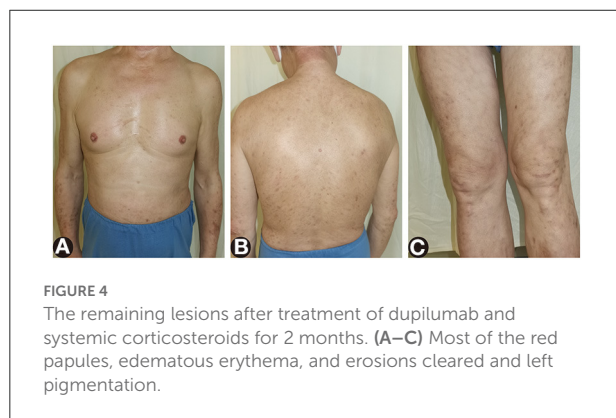 A
B
C
FIGURE 4
The remaining lesions after treatment of dupilumab and
systemic corticosteroids for 2 months. (A–C) Most of the red
papules, edematous erythema, and erosions cleared and left
pigmentation.